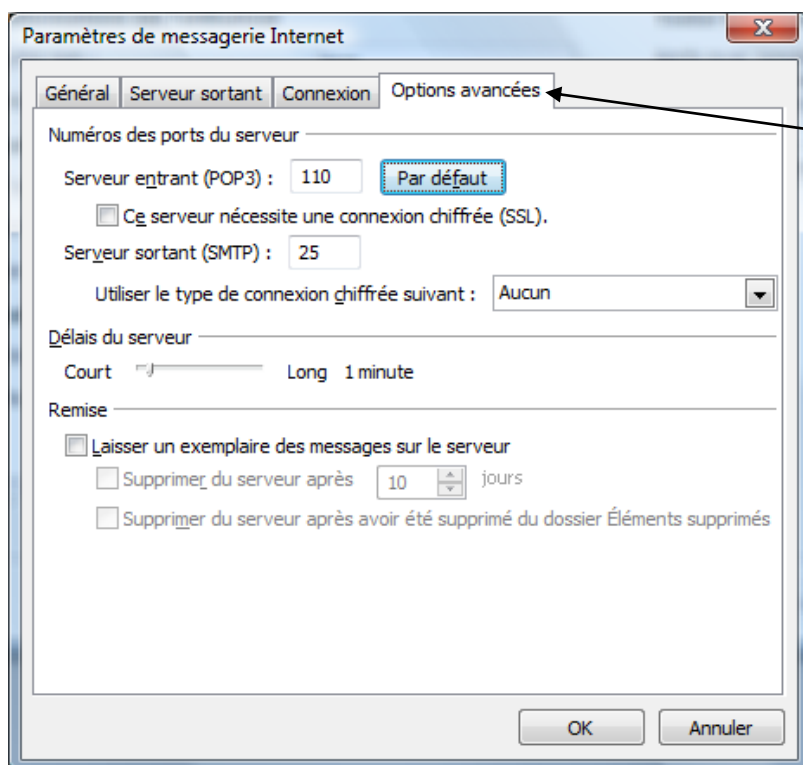 Paramètres de messagerie Internet
Général Serveur sortant Connexion Options avancées
Numéros des ports du serveur
Serveur entrant (POP3) : 110 Par défaut
Ce serveur nécessite une connexion chiffrée (SSL).
Serveur sortant (SMTP) : 25
Utiliser le type de connexion chiffrée suivant : Aucun
Délais du serveur
Court Long 1 minute
Remise
Laisser un exemplaire des messages sur le serveur
Supprimer du serveur après 10 jours
Supprimer du serveur après avoir été supprimé du dossier Éléments supprimés
OK Annuler